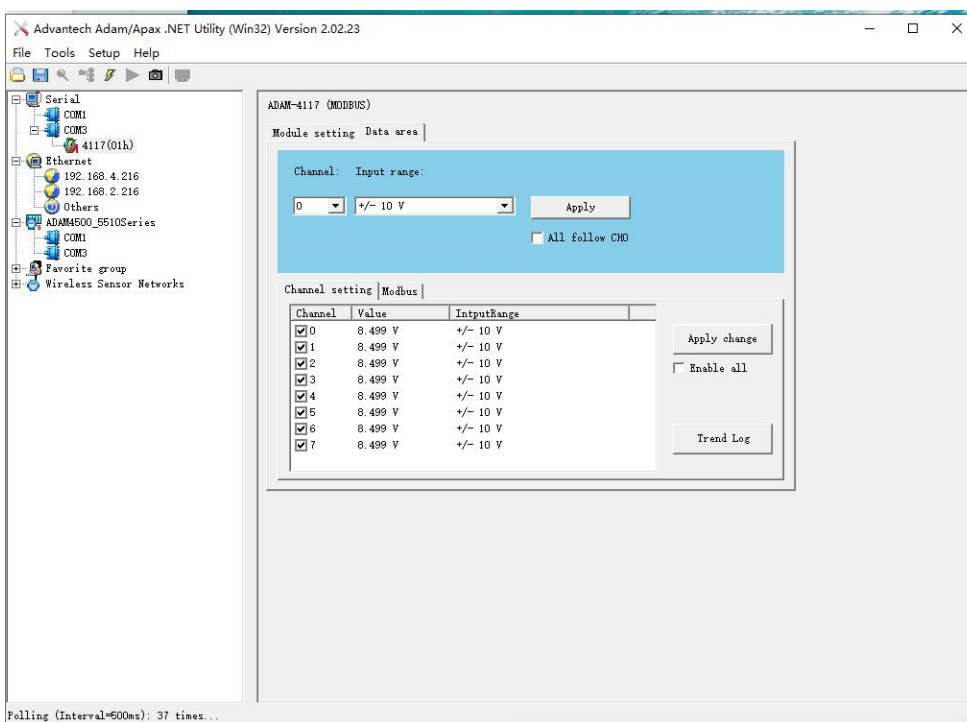 Advantech Adam/Apax .NET Utility (Win32) Version 2.02.23
File Tools Setup Help
Serial
COM1
COM3
4117(01h)
Ethernet
192.168.4.216
192.168.2.216
Others
ADAM4500_5510Series
COM1
COM3
Favorite group
Wireless Sensor Networks
ADAM-4117 (MODBUS)
Module setting Data area
Channel: Input range:
0 +/- 10 V Apply
All follow CH0
Channel setting Modbus
Channel Value IntputRange
0 8.499 V +/- 10 V
1 8.499 V +/- 10 V
2 8.499 V +/- 10 V
3 8.499 V +/- 10 V
4 8.499 V +/- 10 V
5 8.499 V +/- 10 V
6 8.499 V +/- 10 V
7 8.499 V +/- 10 V
Apply change
Enable all
Trend Log
Polling (Interval=500ms): 37 times...